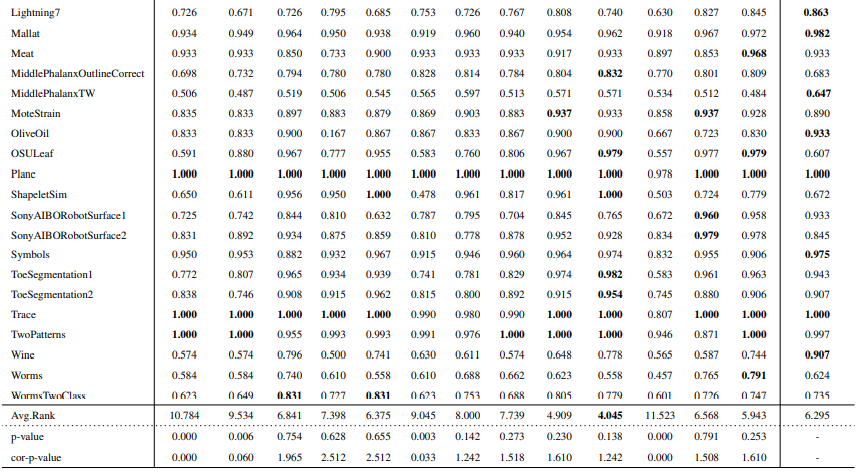 Lightning7 0.726 0.671 0.726 0.795 0.685 0.753 0.726 0.767 0.808 0.740 0.630 0.827 0.845 0.863
Mallat 0.934 0.949 0.964 0.950 0.938 0.919 0.960 0.940 0.954 0.962 0.918 0.967 0.972 0.982
Meat 0.933 0.933 0.850 0.733 0.900 0.933 0.933 0.933 0.917 0.933 0.897 0.853 0.968 0.933
MiddlePhalanxOutlineCorrect 0.698 0.732 0.794 0.780 0.780 0.828 0.814 0.784 0.804 0.832 0.770 0.801 0.809 0.683
MiddlePhalanxTW 0.506 0.487 0.519 0.506 0.545 0.565 0.597 0.513 0.571 0.571 0.534 0.512 0.484 0.647
MoteStrain 0.835 0.833 0.897 0.883 0.879 0.869 0.903 0.883 0.937 0.933 0.858 0.937 0.928 0.890
OliveOil 0.833 0.833 0.900 0.167 0.867 0.867 0.833 0.867 0.900 0.900 0.667 0.723 0.830 0.933
OSULeaf 0.591 0.880 0.967 0.777 0.955 0.583 0.760 0.806 0.967 0.979 0.557 0.977 0.979 0.607
Plane 1.000 1.000 1.000 1.000 1.000 1.000 1.000 1.000 1.000 1.000 0.978 1.000 1.000 1.000
ShapeletSim 0.650 0.611 0.956 0.950 1.000 0.478 0.961 0.817 0.961 1.000 0.503 0.724 0.779 0.672
SonyAIBORobotSurface1 0.725 0.742 0.844 0.810 0.632 0.787 0.795 0.704 0.845 0.765 0.672 0.960 0.958 0.933
SonyAIBORobotSurface2 0.831 0.892 0.934 0.875 0.859 0.810 0.778 0.878 0.952 0.928 0.834 0.979 0.978 0.845
Symbols 0.950 0.953 0.882 0.932 0.967 0.915 0.946 0.960 0.964 0.974 0.832 0.955 0.906 0.975
ToeSegmentation1 0.772 0.807 0.965 0.934 0.939 0.741 0.781 0.829 0.974 0.982 0.583 0.961 0.963 0.943
ToeSegmentation2 0.838 0.746 0.908 0.915 0.962 0.815 0.800 0.892 0.915 0.954 0.745 0.880 0.906 0.907
Trace 1.000 1.000 1.000 1.000 1.000 0.990 0.980 0.990 1.000 1.000 0.807 1.000 1.000 1.000
TwoPatterns 1.000 1.000 0.955 0.993 0.993 0.991 0.976 1.000 1.000 1.000 0.946 0.871 1.000 0.997
Wine 0.574 0.574 0.796 0.500 0.741 0.630 0.611 0.574 0.648 0.778 0.565 0.587 0.744 0.907
Worms 0.584 0.584 0.740 0.610 0.558 0.610 0.688 0.662 0.623 0.558 0.457 0.765 0.791 0.624
WormsTwoClass 0.623 0.649 0.831 0.727 0.831 0.623 0.753 0.688 0.805 0.779 0.601 0.726 0.747 0.735
Avg.Rank 10.784 9.534 6.841 7.398 6.375 9.045 8.000 7.739 4.909 4.045 11.523 6.568 5.943 6.295
p-value 0.000 0.006 0.754 0.628 0.655 0.003 0.142 0.273 0.230 0.138 0.000 0.791 0.253 -
cor-p-value 0.000 0.060 1.965 2.512 2.512 0.033 1.242 1.518 1.610 1.242 0.000 1.508 1.610 -